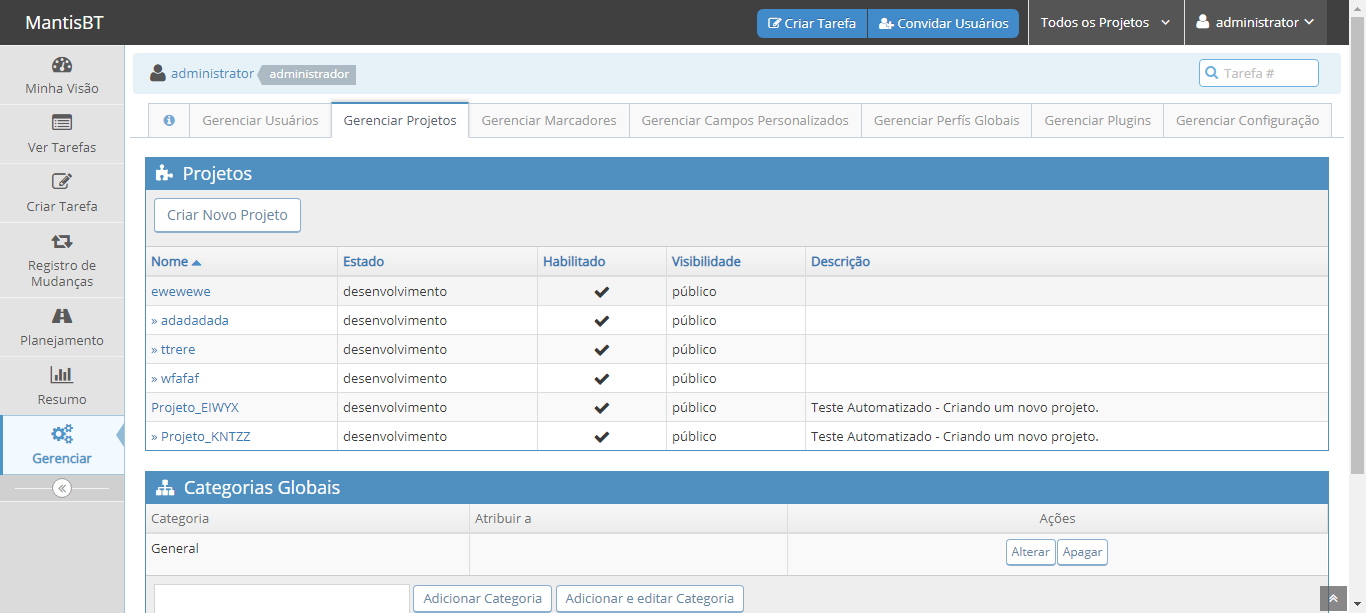 MantisBT
Criar Tarefa
Convidar Usuários
Todos os Projetos
administrator
Minha Visão
Ver Tarefas
Criar Tarefa
Registro de
Mudanças
Planejamento
Resumo
Gerenciar
administrator administrador
Tarefa #
Gerenciar Usuários
Gerenciar Projetos
Gerenciar Marcadores
Gerenciar Campos Personalizados
Gerenciar Perfís Globais
Gerenciar Plugins
Gerenciar Configuração
Projetos
Criar Novo Projeto
Nome Estado Habilitado Visibilidade Descrição
ewewewe desenvolvimento público
» adadadada desenvolvimento público
» ttrere desenvolvimento público
» wfafaf desenvolvimento público
Projeto_EIWYX desenvolvimento público Teste Automatizado - Criando um novo projeto.
» Projeto_KNTZZ desenvolvimento público Teste Automatizado - Criando um novo projeto.
Categorias Globais
Categoria Atribuir a Ações
General Alterar Apagar
Adicionar Categoria Adicionar e editar Categoria